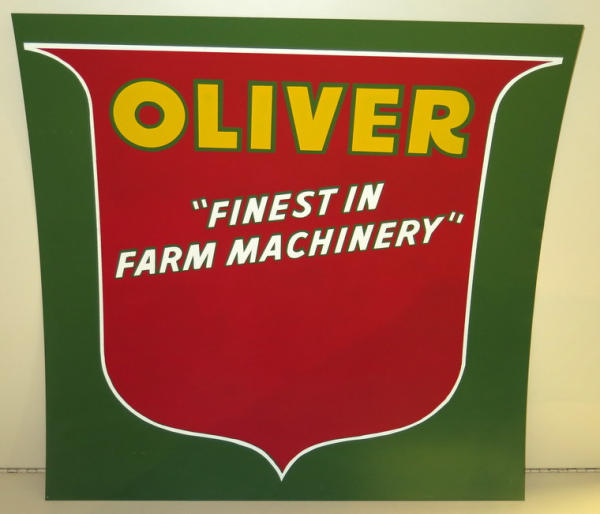 OLIVER
"FINEST IN
FARM MACHINERY"